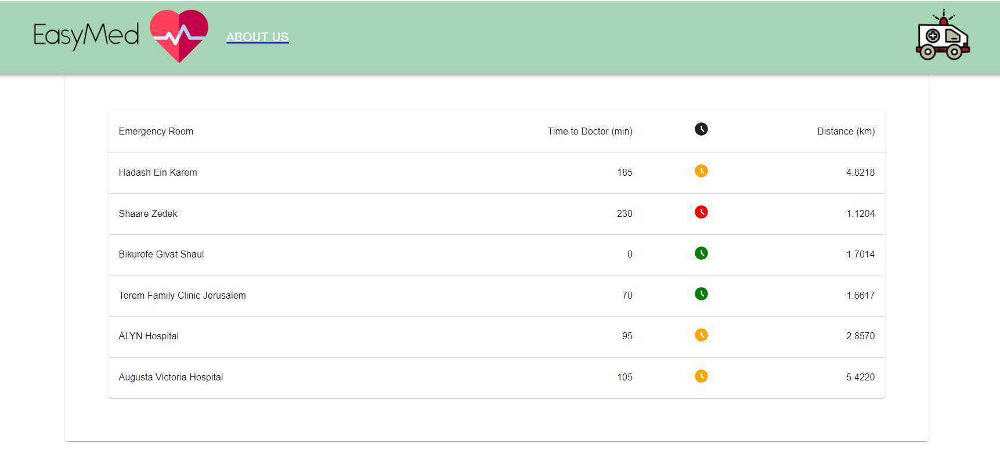 EasyMed ABOUT US
Emergency Room Time to Doctor (min) Distance (km)
Hadash Ein Karem 185 4.8218
Shaare Zedek 230 1.1204
Bikurofe Givat Shaul 0 1.7014
Terem Family Clinic Jerusalem 70 1.6617
ALYN Hospital 95 2.8570
Augusta Victoria Hospital 105 5.4220